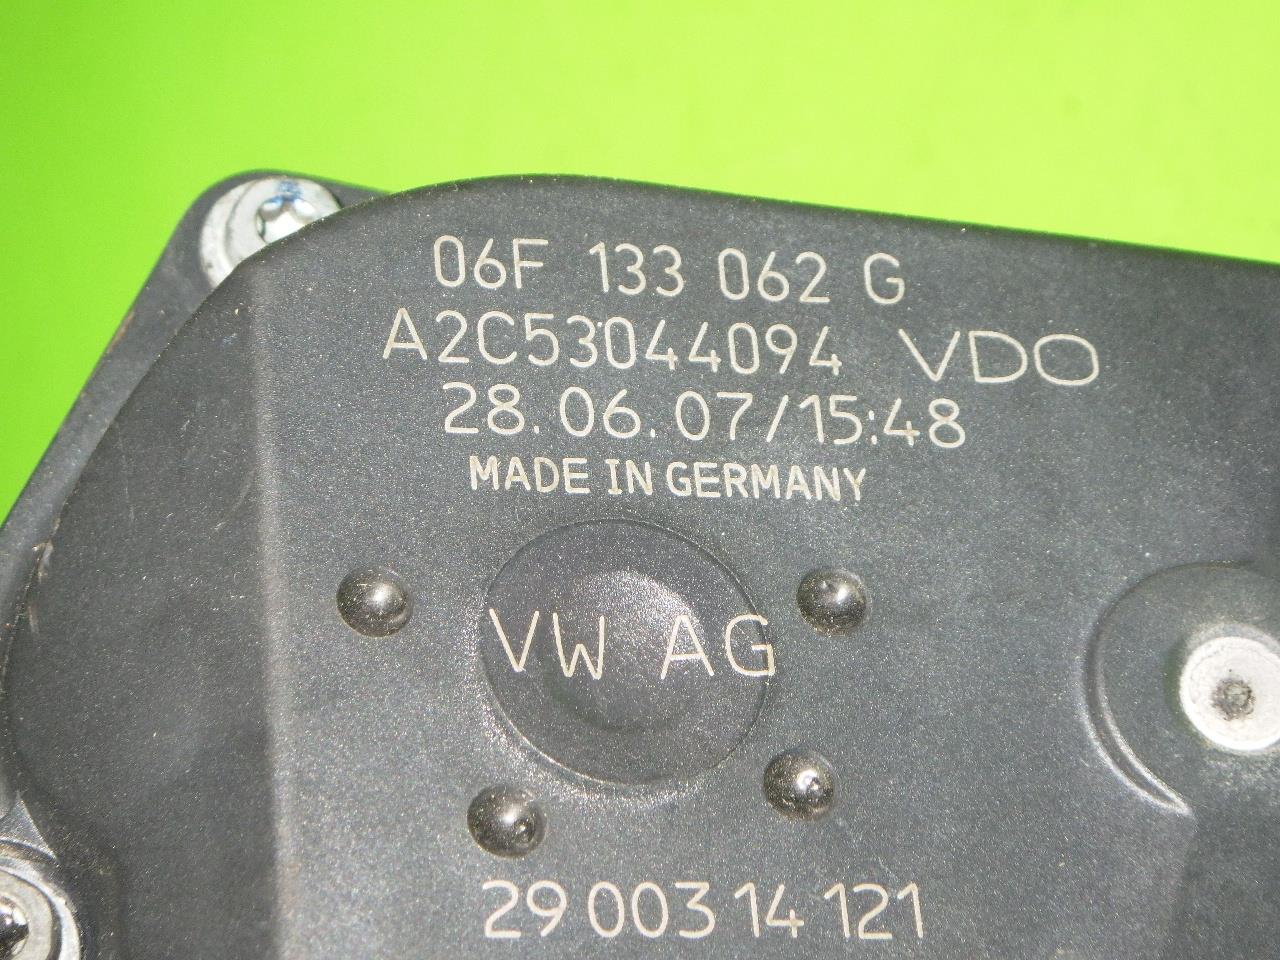 06F 133 062 G
A2C53044094 VDO
28.06.07/15:48
MADE IN GERMANY
VW AG
29 003 14 121